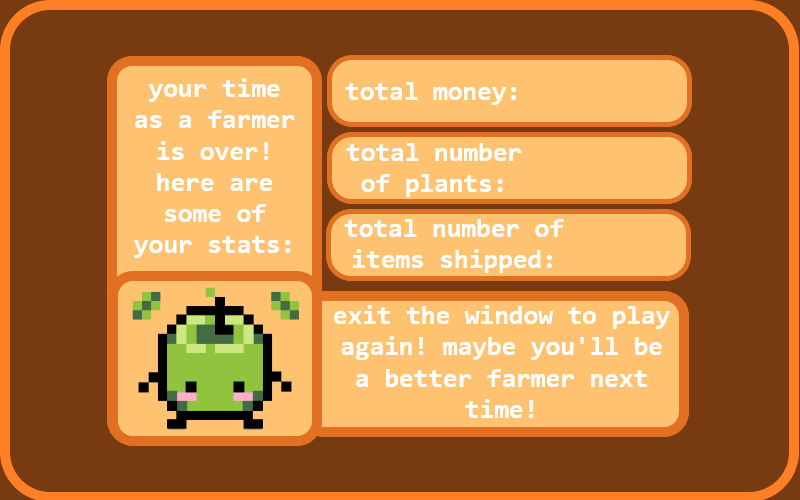 your time
as a farmer
is over!
here are
some of
your stats:
total money:
total number
of plants:
total number of
items shipped:
exit the window to play
again! maybe you'll be
a better farmer next
time!